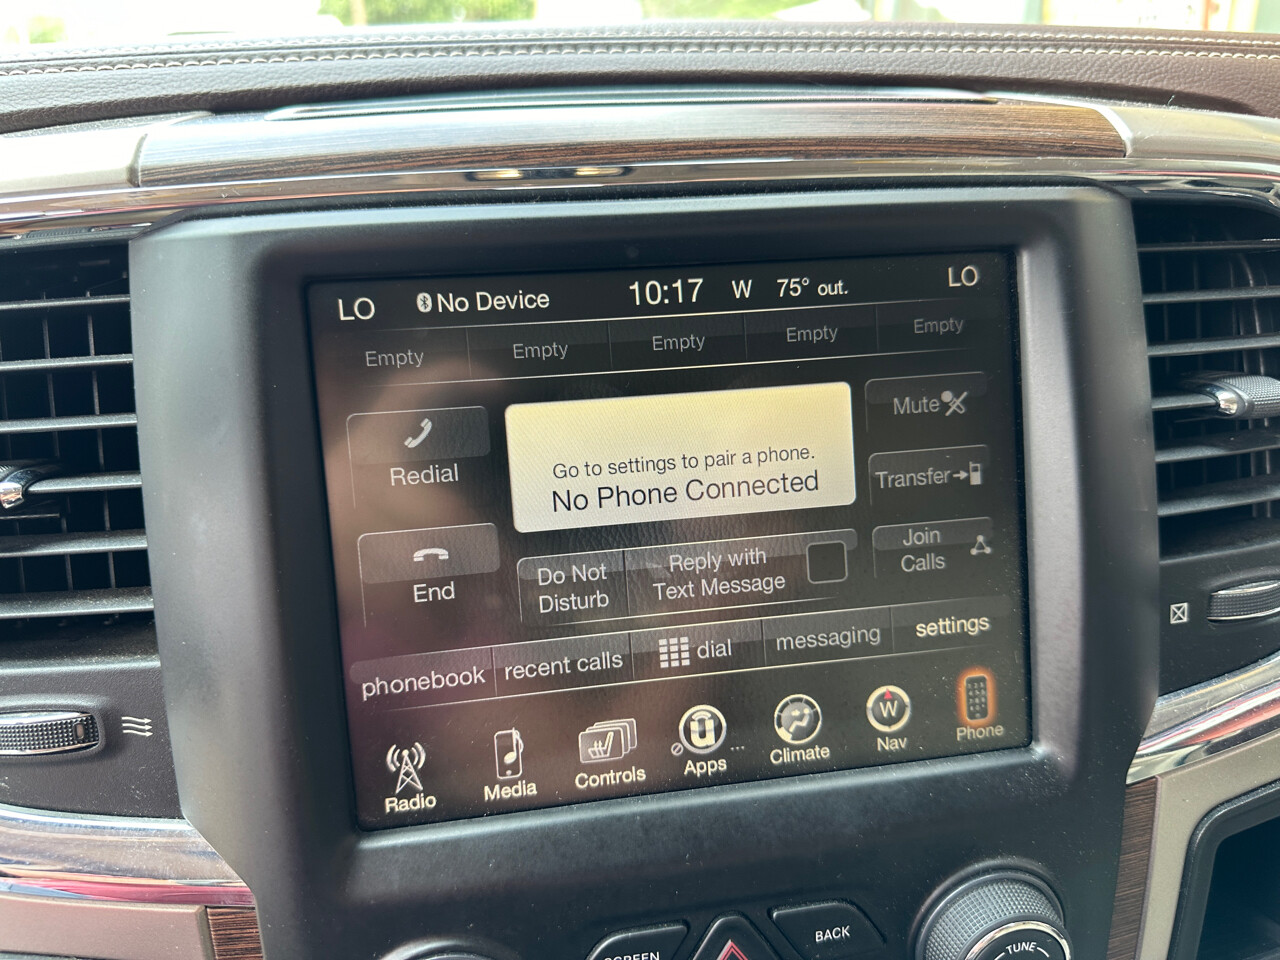 LO No Device 10:17 W 75° out. LO
Empty Empty Empty Empty Empty
Redial
Go to settings to pair a phone.
No Phone Connected
Mute
Transfer
End
Do Not
Disturb
Reply with
Text Message
Join
Calls
phonebook recent calls dial messaging settings
Radio Media Controls Apps ... Climate W Nav Phone
SCREEN BACK TUNE